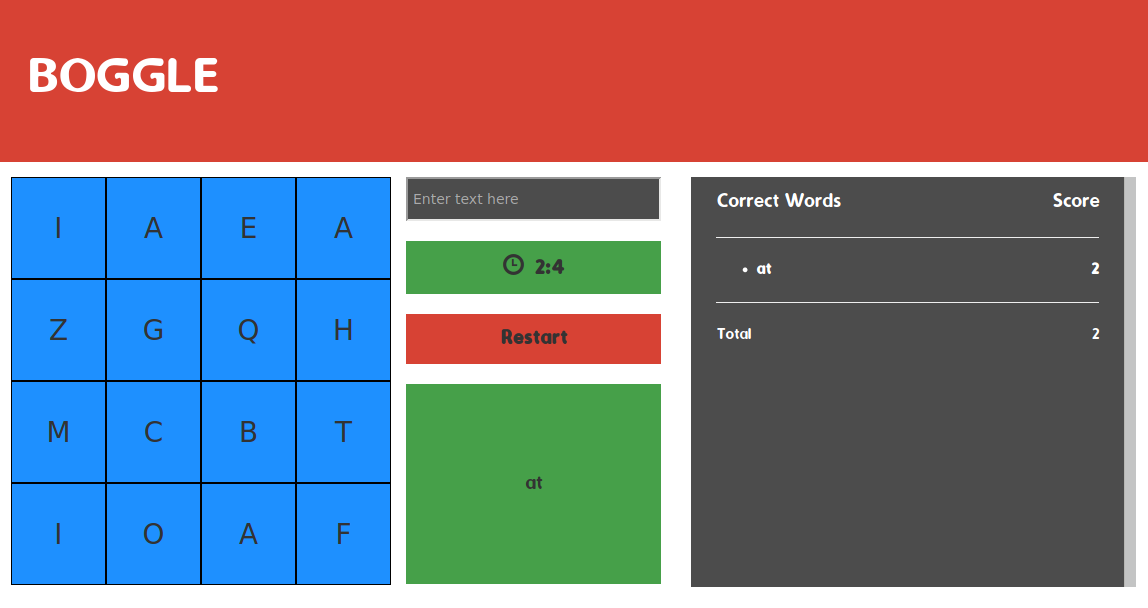 BOGGLE
I A E A
Z G Q H
M C B T
I O A F
Enter text here
2:4
Restart
at
Correct Words Score
• at 2
Total 2